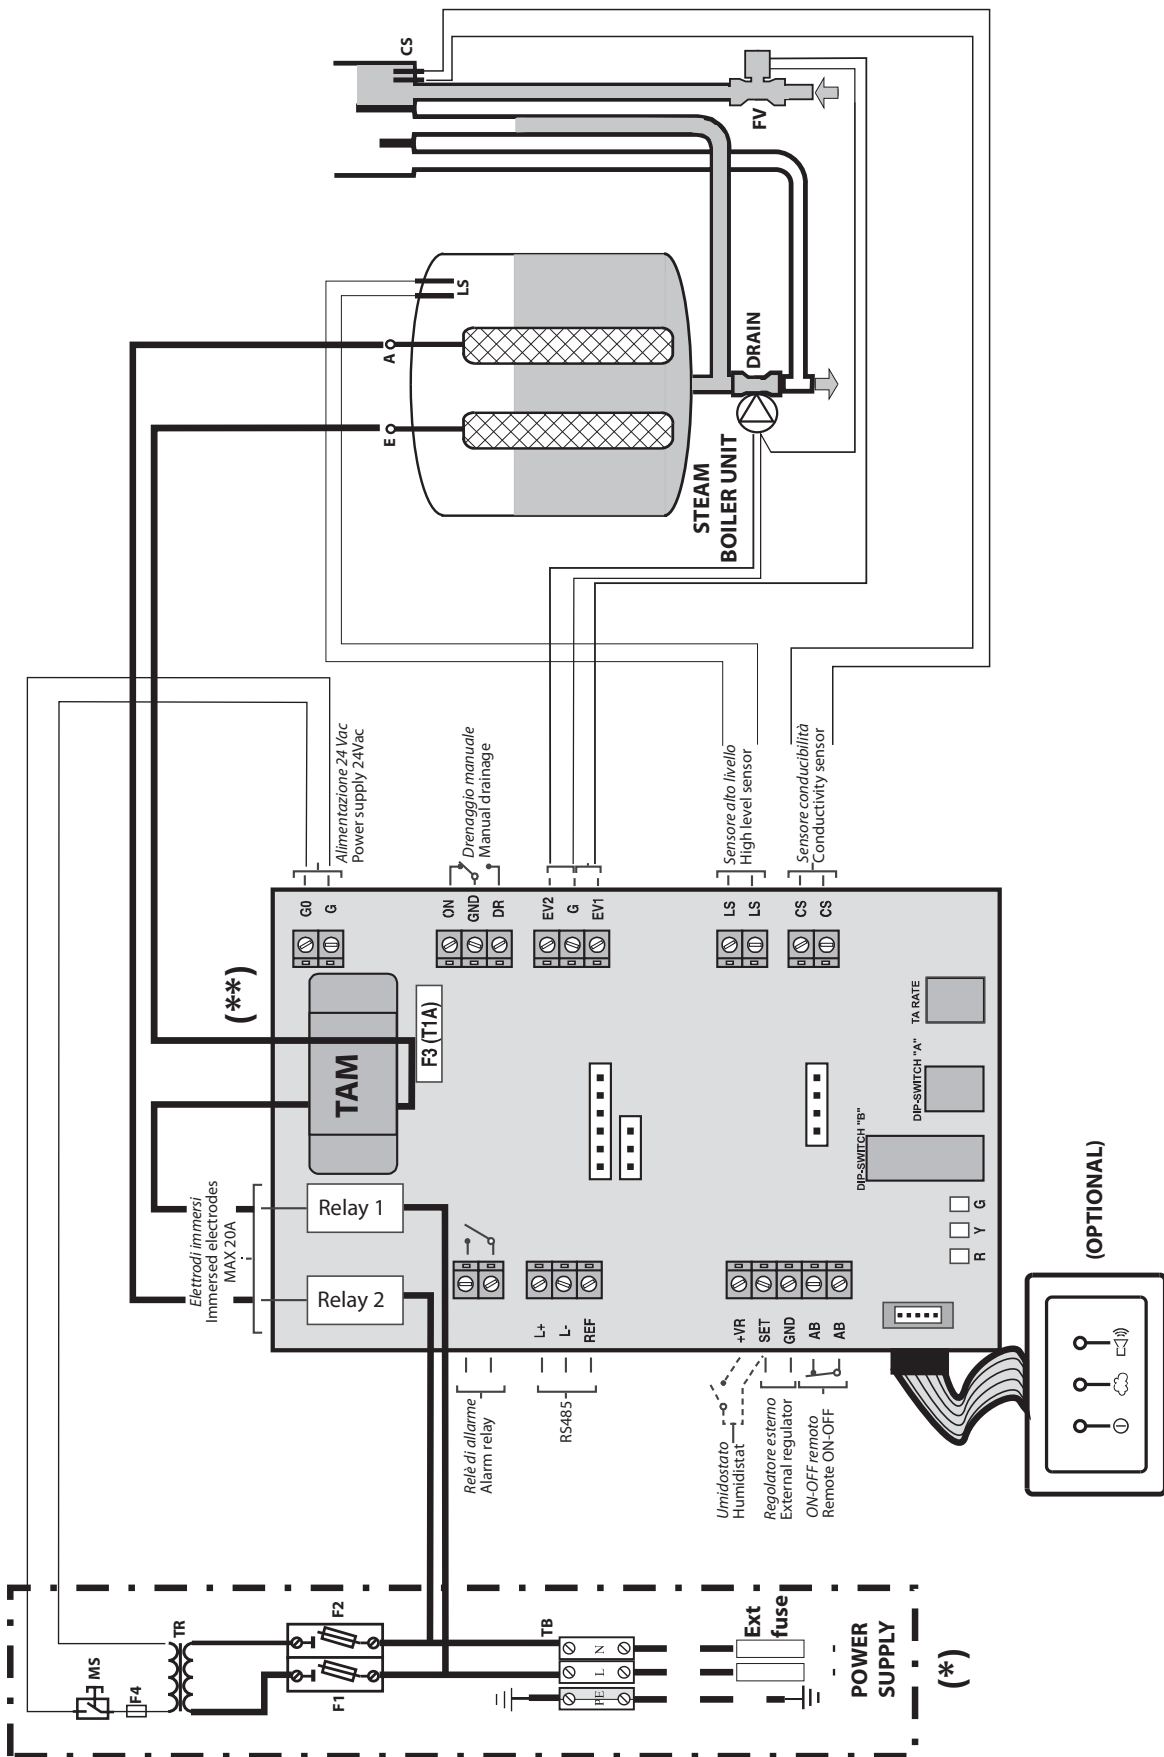 CS
FV
LS
A
E
DRAIN
STEAM
BOILER UNIT
Alimentazione 24 Vac
Power supply 24Vac
Drenaggio manuale
Manual drainage
Sensore alto livello
High level sensor
Sensore conducibilità
Conductivity sensor
G0
G
ON
GND
DR
EV2
G
EV1
LS
LS
CS
CS
(**)
TAM
F3 (T1A)
TA RATE
DIP-SWITCH "A"
DIP-SWITCH "B"
Elettrodi immersi
Immersed electrodes
MAX 20A
Relay 1
Relay 2
R
Y
G
L+
L-
REF
+VR
SET
GND
AB
AB
Relè di allarme
Alarm relay
RS485
Umidostato
Humidistat
Regolatore esterno
External regulator
ON-OFF remoto
Remote ON-OFF
(OPTIONAL)
MS
F4
TR
F2
F1
TB
N
L
PE
Ext
fuse
POWER
SUPPLY
(*)